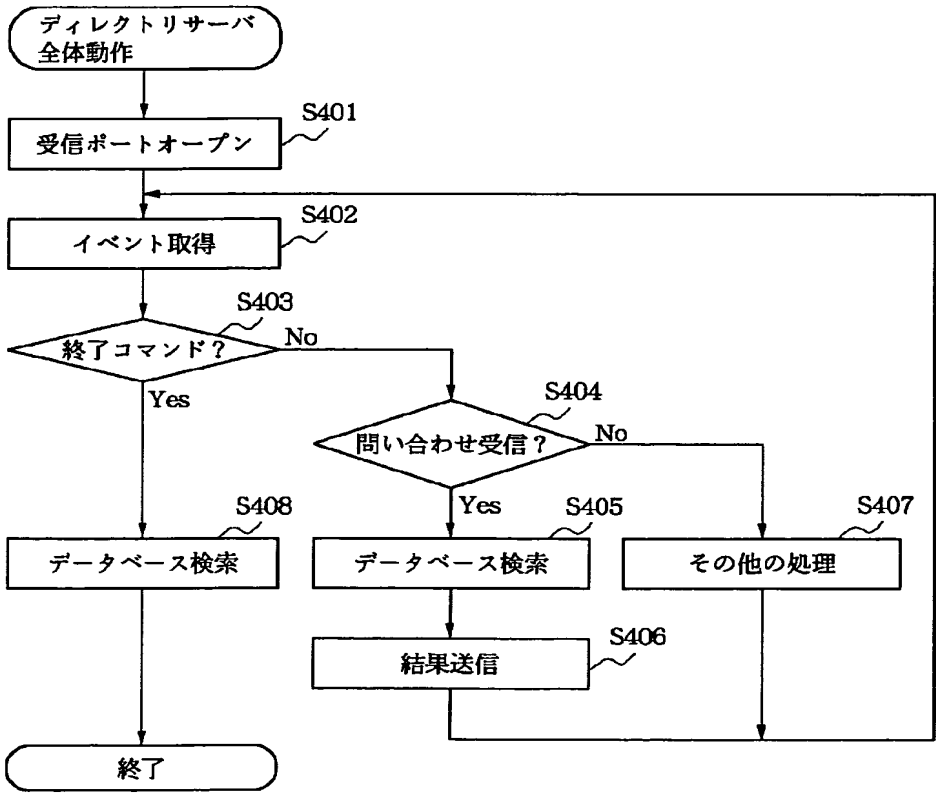 ディレクトリサーバ
全体動作
S401
受信ポートオープン
S402
イベント取得
S403
終了コマンド?
No
Yes
S404
問い合わせ受信?
No
Yes
S408
データベース検索
S405
データベース検索
S407
その他の処理
S406
結果送信
終了